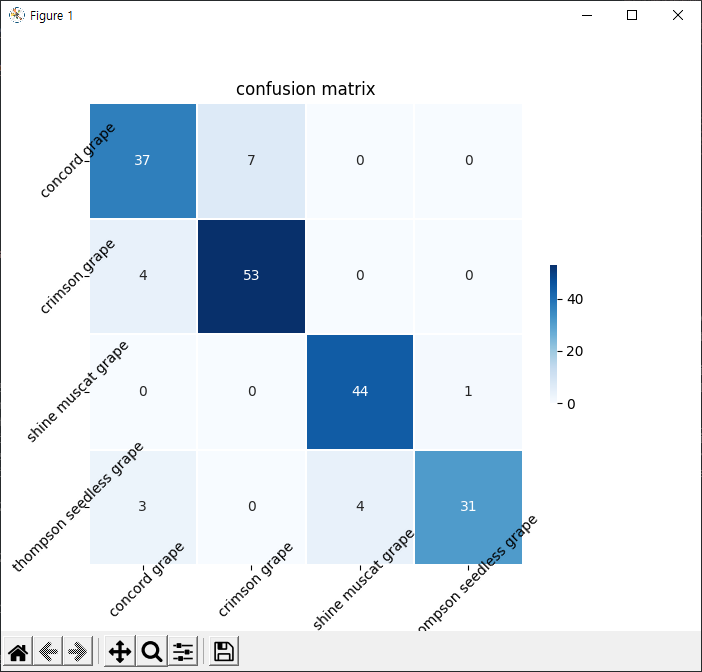 Figure 1
confusion matrix
concord grape
37 7 0 0
crimson grape
4 53 0 0
shine muscat grape
0 0 44 1
thompson seedless grape
3 0 4 31
concord grape
crimson grape
shine muscat grape
ompson seedless grape
40
20
0